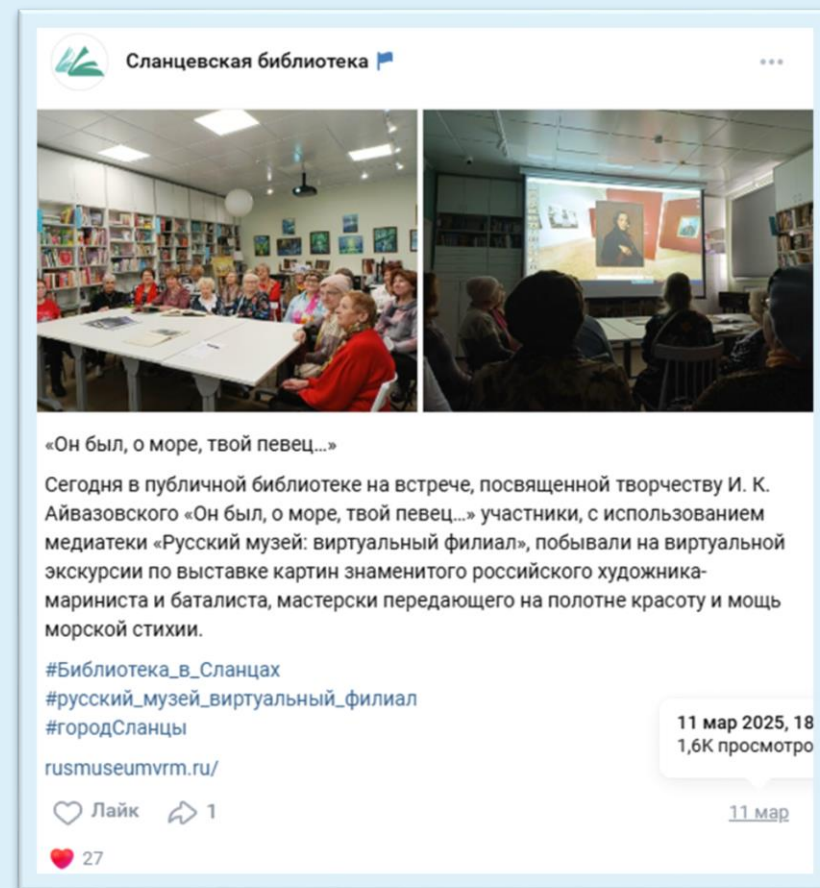 Сланцевская библиотека
«Он был, о море, твой певец...»
Сегодня в публичной библиотеке на встрече, посвященной творчеству И. К.
Айвазовского «Он был, о море, твой певец...» участники, с использованием
медиатеки «Русский музей: виртуальный филиал», побывали на виртуальной
экскурсии по выставке картин знаменитого российского художника-
мариниста и баталиста, мастерски передающего на полотне красоту и мощь
морской стихии.
#Библиотека_в_Сланцах
#русский_музей_виртуальный_филиал
#городСланцы
11 мар 2025, 18
1,6K просмотро
rusmuseumvrm.ru/
Лайк 1
11 мар
27